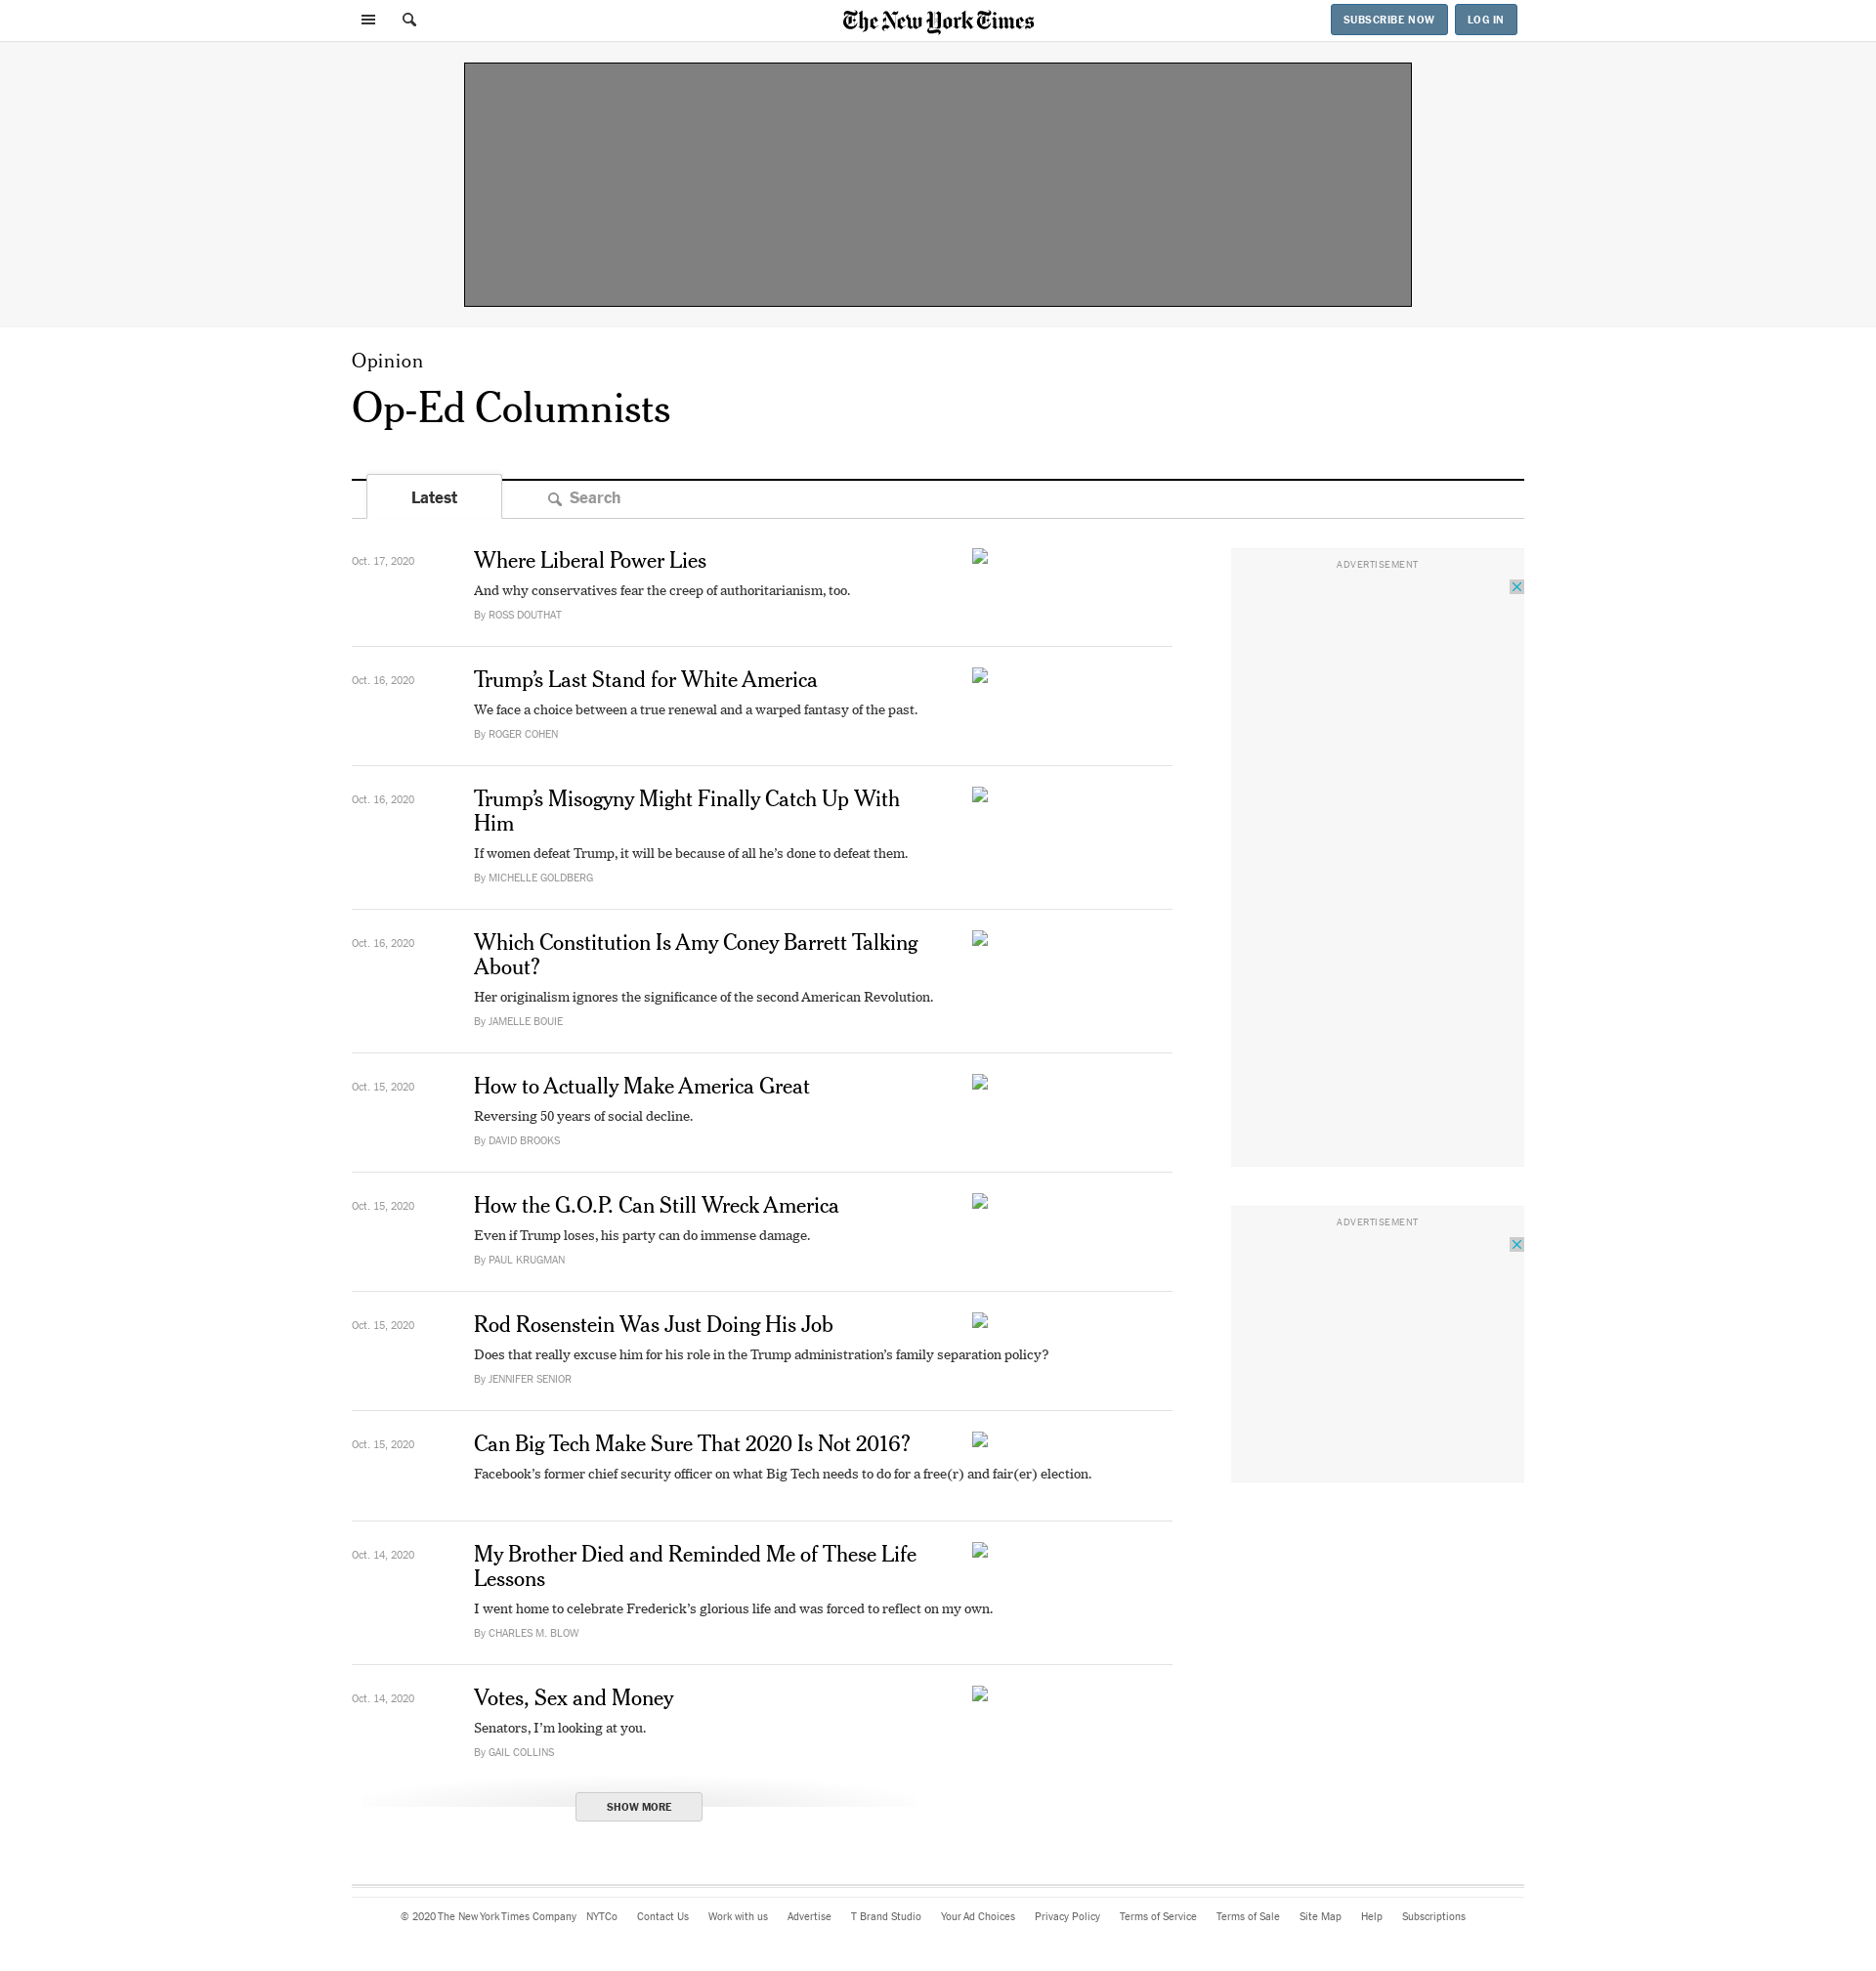 The New York Times
SUBSCRIBE NOW
LOG IN
Opinion
Op-Ed Columnists
Latest
Search
Oct. 17, 2020
Where Liberal Power Lies
And why conservatives fear the creep of authoritarianism, too.
By ROSS DOUTHAT
Oct. 16, 2020
Trump’s Last Stand for White America
We face a choice between a true renewal and a warped fantasy of the past.
By ROGER COHEN
Oct. 16, 2020
Trump’s Misogyny Might Finally Catch Up With
Him
If women defeat Trump, it will be because of all he’s done to defeat them.
By MICHELLE GOLDBERG
Oct. 16, 2020
Which Constitution Is Amy Coney Barrett Talking
About?
Her originalism ignores the significance of the second American Revolution.
By JAMELLE BOUIE
Oct. 15, 2020
How to Actually Make America Great
Reversing 50 years of social decline.
By DAVID BROOKS
Oct. 15, 2020
How the G.O.P. Can Still Wreck America
Even if Trump loses, his party can do immense damage.
By PAUL KRUGMAN
Oct. 15, 2020
Rod Rosenstein Was Just Doing His Job
Does that really excuse him for his role in the Trump administration’s family separation policy?
By JENNIFER SENIOR
Oct. 15, 2020
Can Big Tech Make Sure That 2020 Is Not 2016?
Facebook’s former chief security officer on what Big Tech needs to do for a free(r) and fair(er) election.
Oct. 14, 2020
My Brother Died and Reminded Me of These Life
Lessons
I went home to celebrate Frederick’s glorious life and was forced to reflect on my own.
By CHARLES M. BLOW
Oct. 14, 2020
Votes, Sex and Money
Senators, I’m looking at you.
By GAIL COLLINS
SHOW MORE
ADVERTISEMENT
ADVERTISEMENT
© 2020 The New York Times Company NYTCo Contact Us Work with us Advertise T Brand Studio Your Ad Choices Privacy Policy Terms of Service Terms of Sale Site Map Help Subscriptions